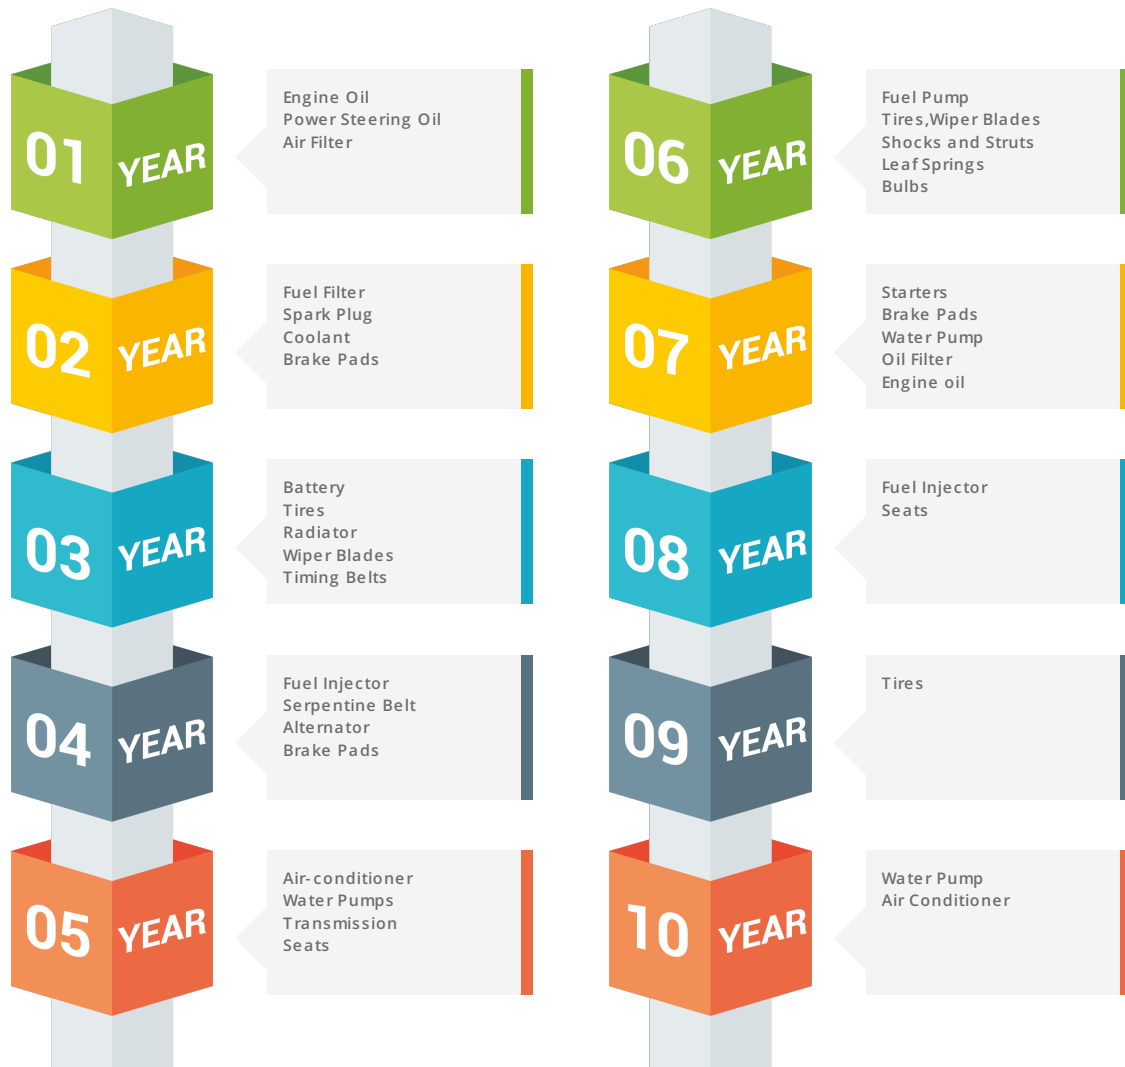 01 YEAR
Engine Oil
Power Steering Oil
Air Filter
02 YEAR
Fuel Filter
Spark Plug
Coolant
Brake Pads
03 YEAR
Battery
Tires
Radiator
Wiper Blades
Timing Belts
04 YEAR
Fuel Injector
Serpentine Belt
Alternator
Brake Pads
05 YEAR
Air-conditioner
Water Pumps
Transmission
Seats
06 YEAR
Fuel Pump
Tires,Wiper Blades
Shocks and Struts
Leaf Springs
Bulbs
07 YEAR
Starters
Brake Pads
Water Pump
Oil Filter
Engine oil
08 YEAR
Fuel Injector
Seats
09 YEAR
Tires
10 YEAR
Water Pump
Air Conditioner